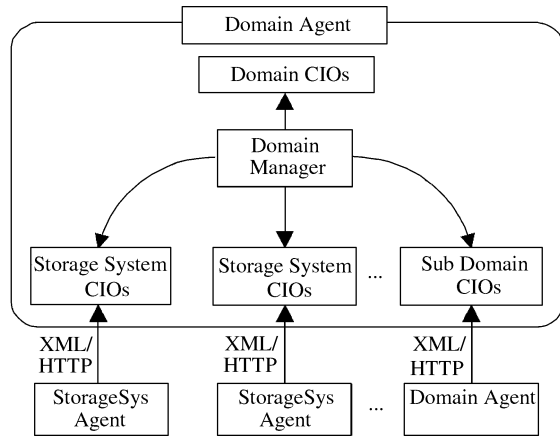 Domain Agent
Domain CIOs
Domain
Manager
Storage System
CIOs
Storage System
CIOs
...
Sub Domain
CIOs
XML/
HTTP
XML/
HTTP
XML/
HTTP
StorageSys
Agent
StorageSys
Agent
...
Domain Agent